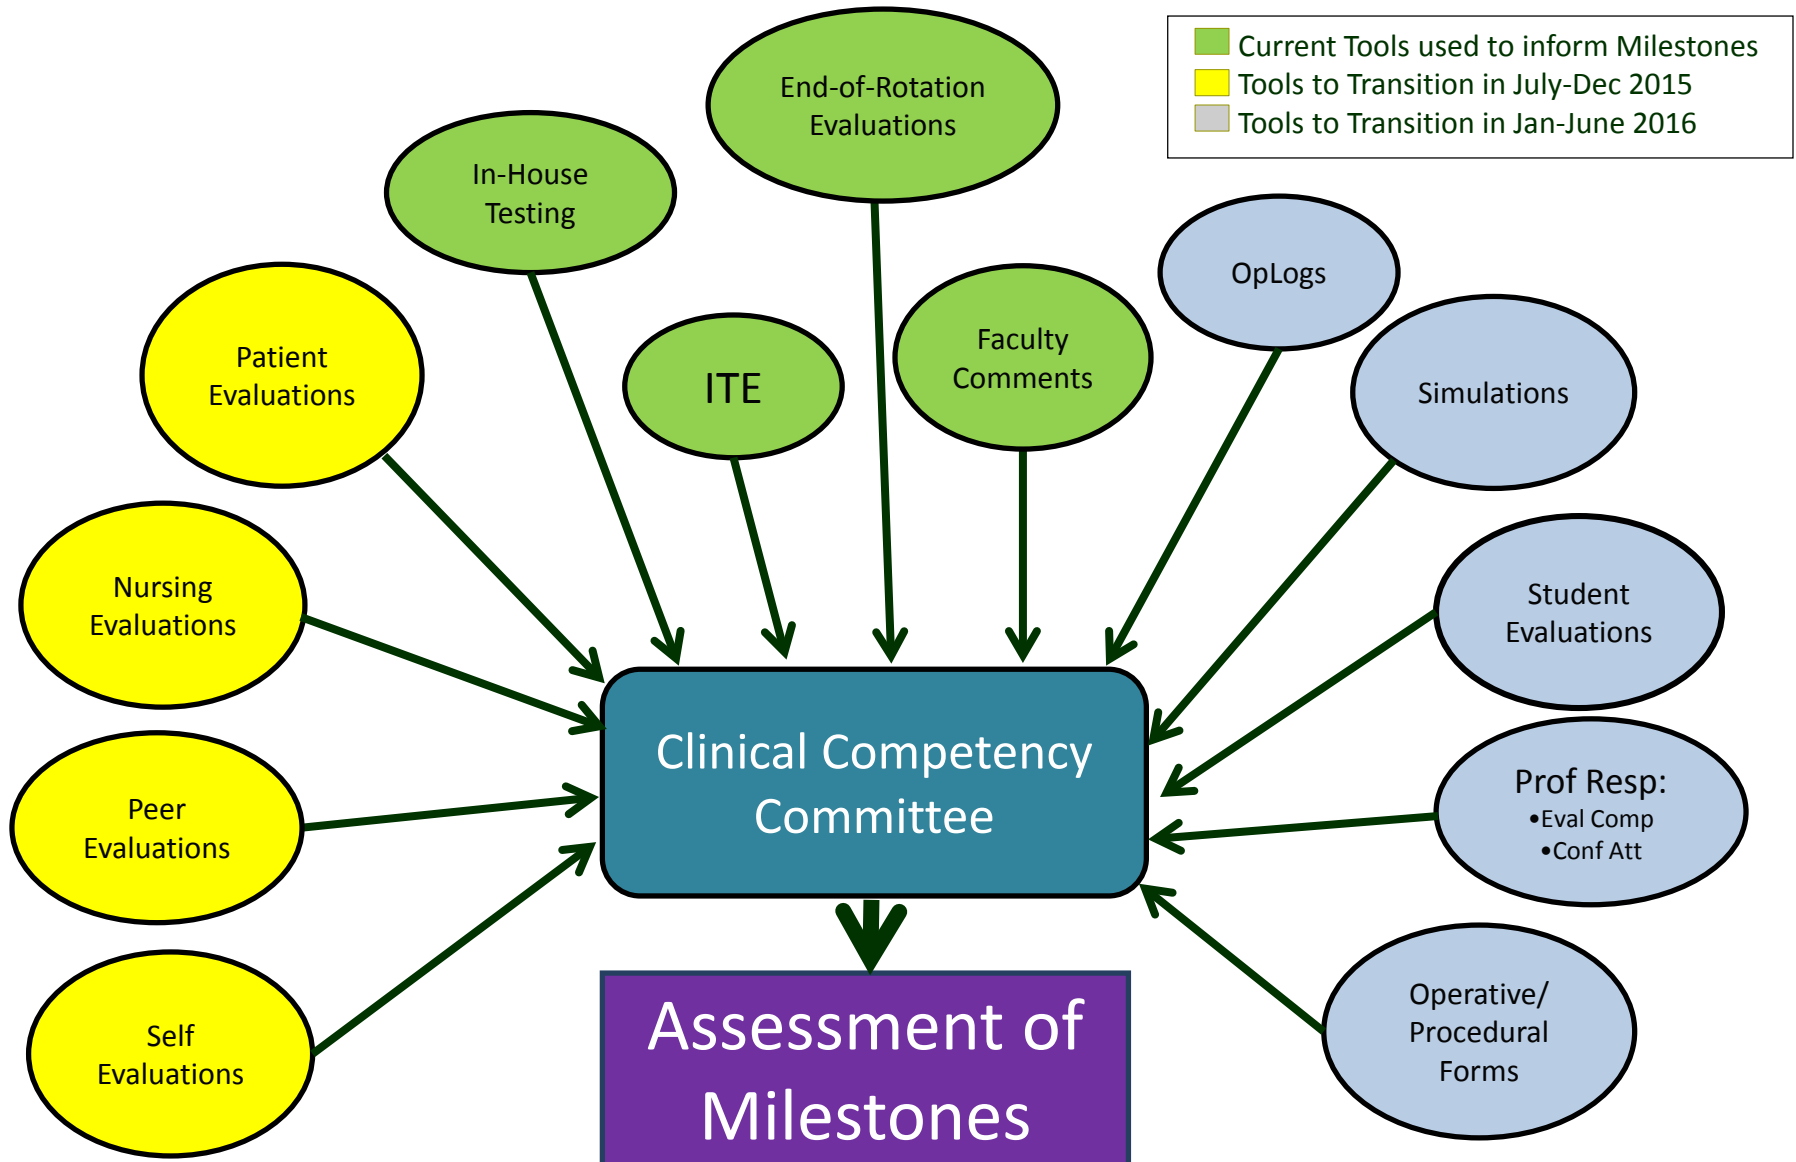 Current Tools used to inform Milestones
Tools to Transition in July-Dec 2015
Tools to Transition in Jan-June 2016
End-of-Rotation
Evaluations
In-House
Testing
OpLogs
Faculty
Comments
ITE
Patient
Evaluations
Simulations
Nursing
Evaluations
Student
Evaluations
Clinical Competency
Committee
Prof Resp:
•Eval Comp
•Conf Att
Peer
Evaluations
Operative/
Procedural
Forms
Self
Evaluations
Assessment of
Milestones